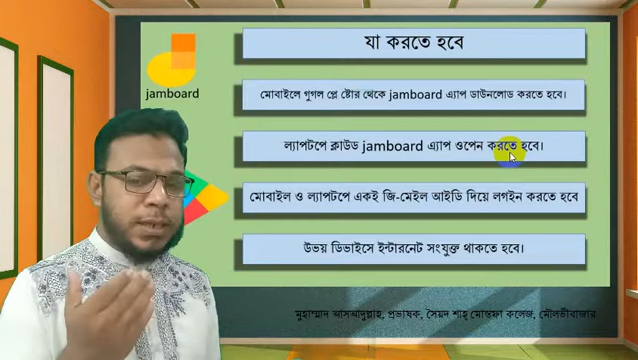 যা করতে হবে
jamboard
মোবাইলে গুগল প্লে ষ্টোর থেকে jamboard এ্যাপ ডাউনলোড করতে হবে।
ল্যাপটপে ক্লাউড jamboard এ্যাপ ওপেন করতে হবে।
মোবাইল ও ল্যাপটপে একই জি-মেইল আইডি দিয়ে লগইন করতে হবে
উভয় ডিভাইসে ইন্টারনেট সংযুক্ত থাকতে হবে।
মুহাম্মাদ আসআদুল্লাহ, প্রভাষক, সৈয়দ শাহ্ মোস্তফা কলেজ, মৌলভীবাজার